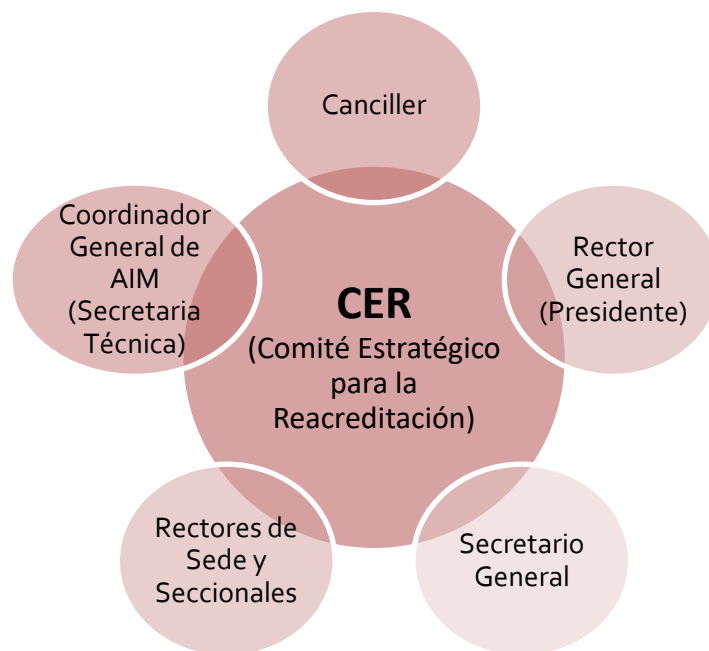 Canciller
Rector
General
(Presidente)
Secretario
General
Rectores de
Sede y
Seccionales
Coordinador
General de
AIM
(Secretaria
Técnica)
CER
(Comité Estratégico
para la
Reacreditación)